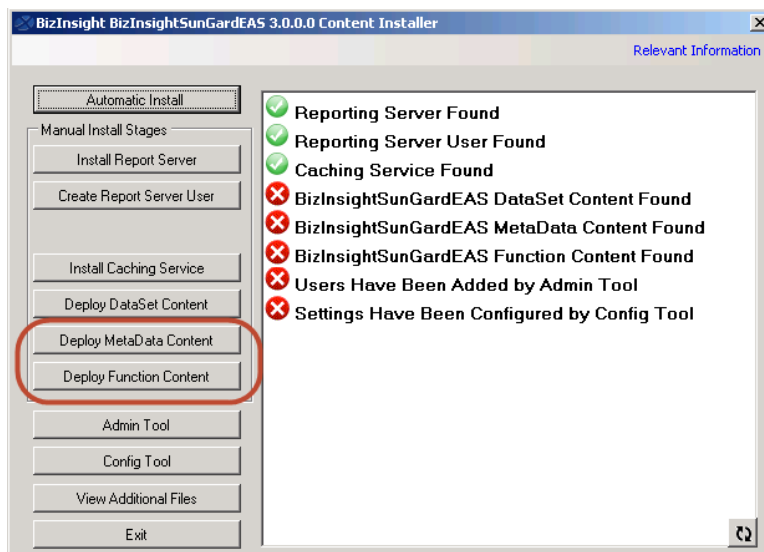 BizInsight BizInsightSunGardEAS 3.0.0.0 Content Installer
Relevant Information
Automatic Install
Manual Install Stages
Install Report Server
Create Report Server User
Install Caching Service
Deploy DataSet Content
Deploy MetaData Content
Deploy Function Content
Admin Tool
Config Tool
View Additional Files
Exit
Reporting Server Found
Reporting Server User Found
Caching Service Found
BizInsightSunGardEAS DataSet Content Found
BizInsightSunGardEAS MetaData Content Found
BizInsightSunGardEAS Function Content Found
Users Have Been Added by Admin Tool
Settings Have Been Configured by Config Tool